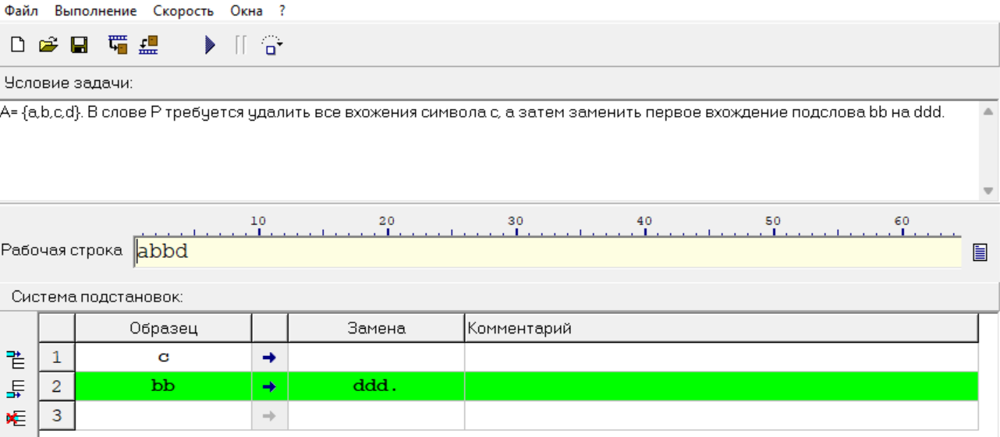 Файл Выполнение Скорость Окна ?
Условие задачи:
A= {a,b,c,d}. В слове P требуется удалить все вхожения символа c, а затем заменить первое вхождение подслова bb на ddd.
10 20 30 40 50 60
Рабочая строка abbd
Система подстановок:
Образец Замена Комментарий
1 c →
2 bb → ddd.
3 →